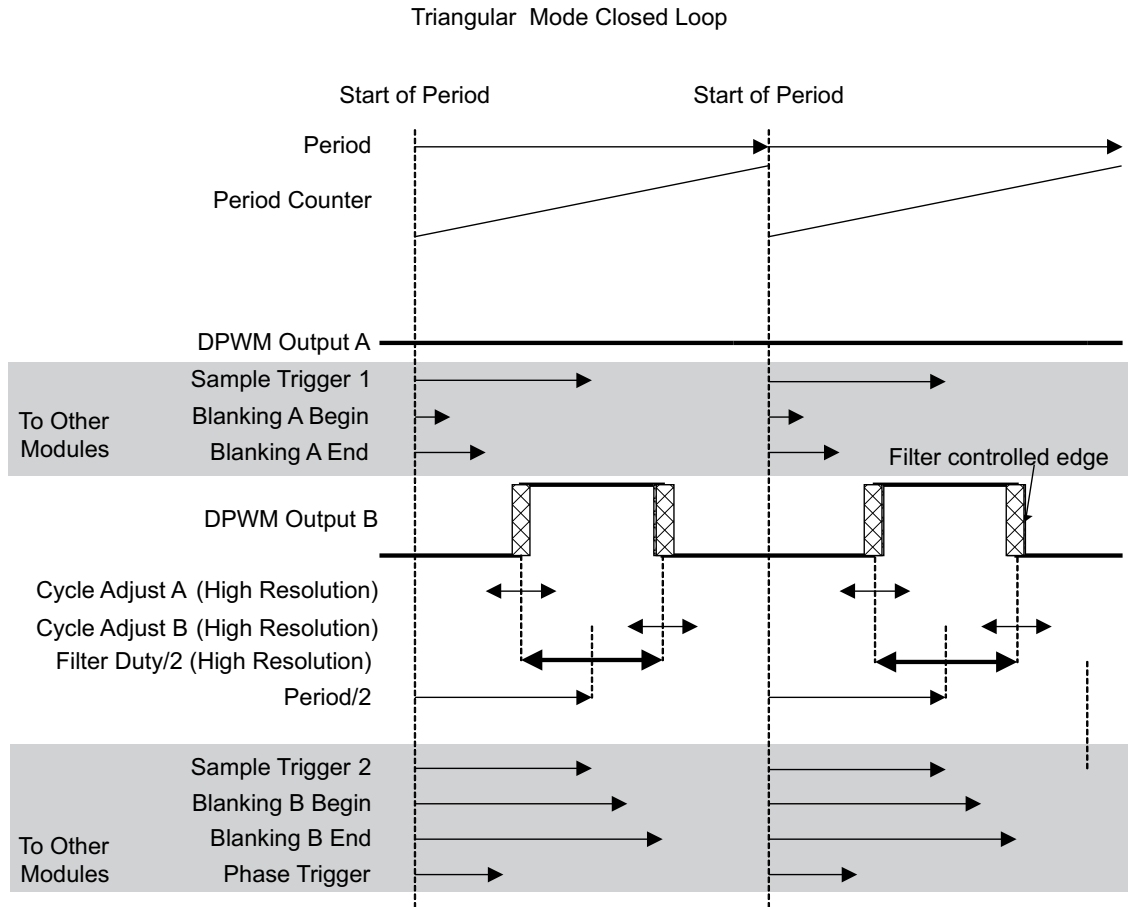 Triangular Mode Closed Loop
Start of Period
Start of Period
Period
Period Counter
DPWM Output A
To Other
Modules
Sample Trigger 1
Blanking A Begin
Blanking A End
Filter controlled edge
DPWM Output B
Cycle Adjust A (High Resolution)
Cycle Adjust B (High Resolution)
Filter Duty/2 (High Resolution)
Period/2
To Other
Modules
Sample Trigger 2
Blanking B Begin
Blanking B End
Phase Trigger